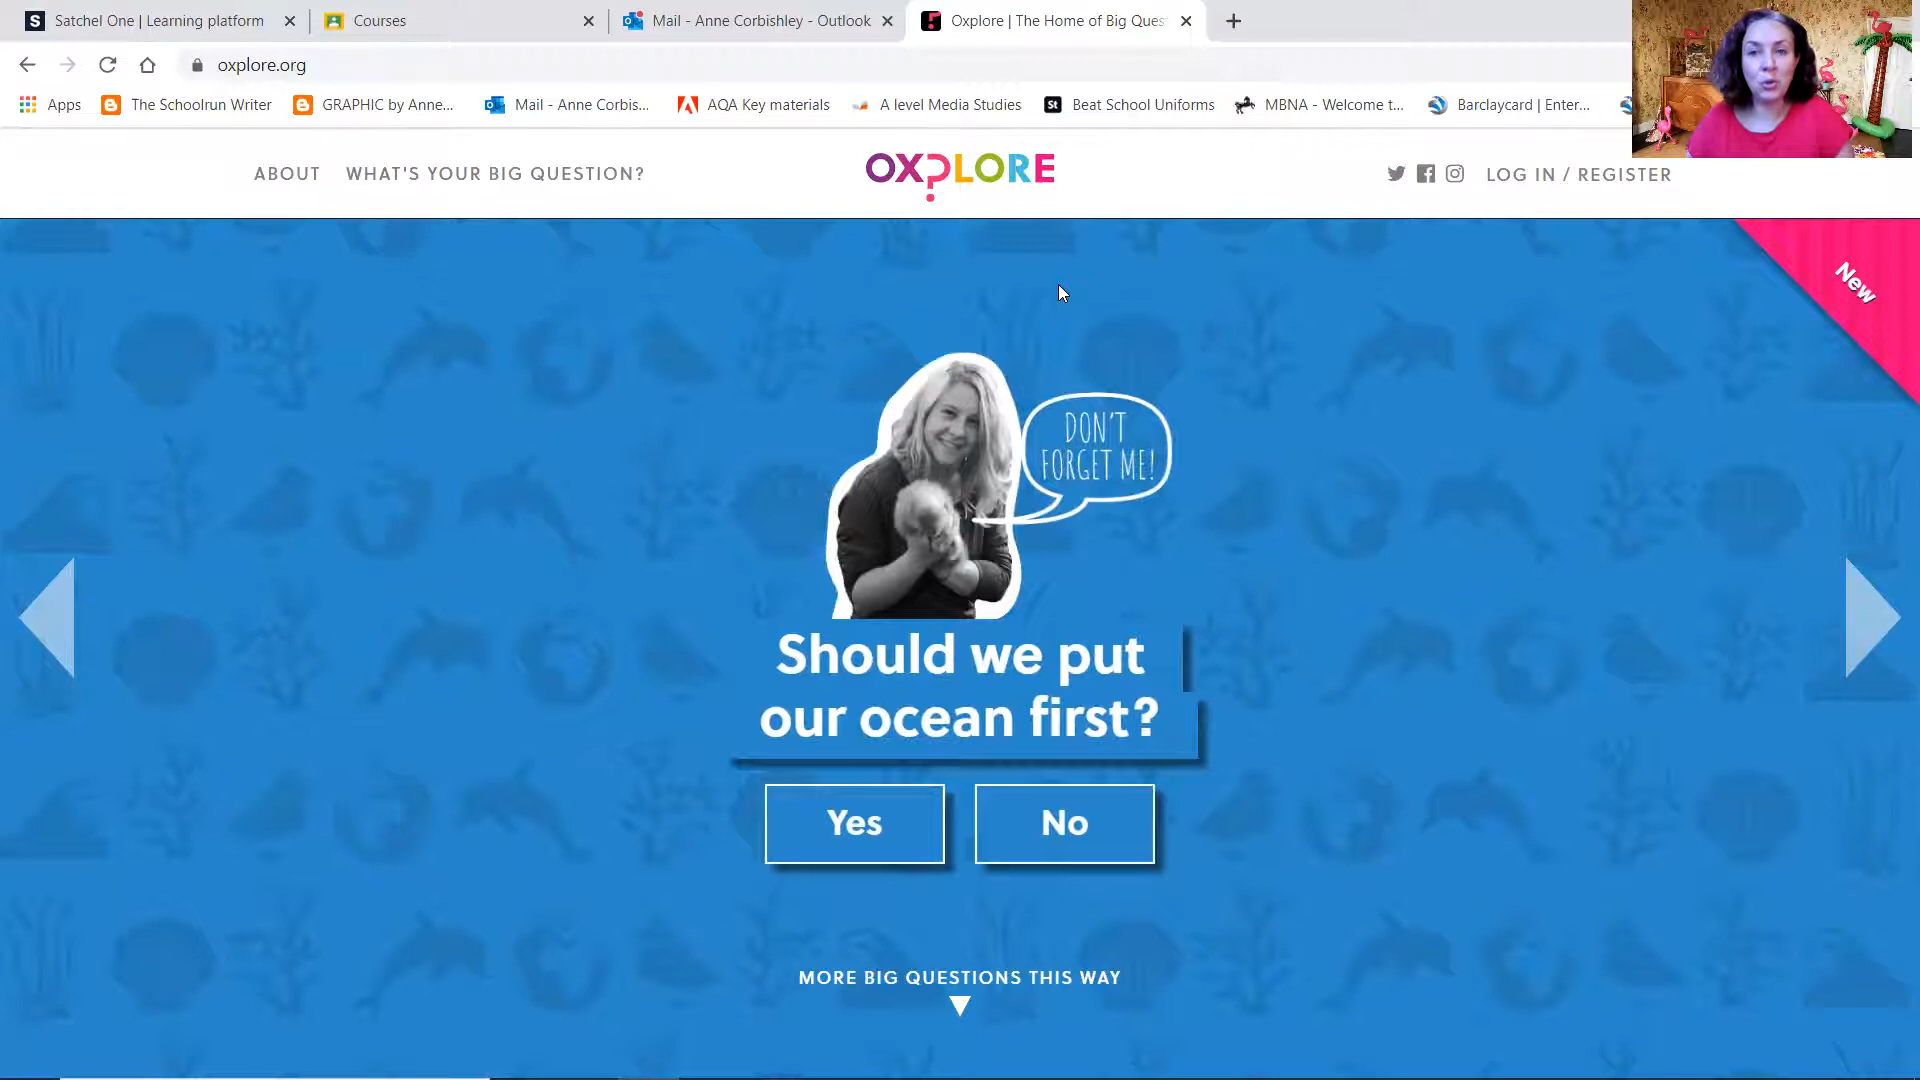 Satchel One | Learning platform
Courses
Mail - Anne Corbishley - Outlook
Oxplore | The Home of Big Ques
oxplore.org
Apps
The Schoolrun Writer
GRAPHIC by Anne...
Mail - Anne Corbis...
AQA Key materials
A level Media Studies
Beat School Uniforms
MBNA - Welcome t...
Barclaycard | Enter...
ABOUT
WHAT'S YOUR BIG QUESTION?
OXPLORE
LOG IN / REGISTER
New
DON'T
FORGET ME!
Should we put
our ocean first?
Yes
No
MORE BIG QUESTIONS THIS WAY